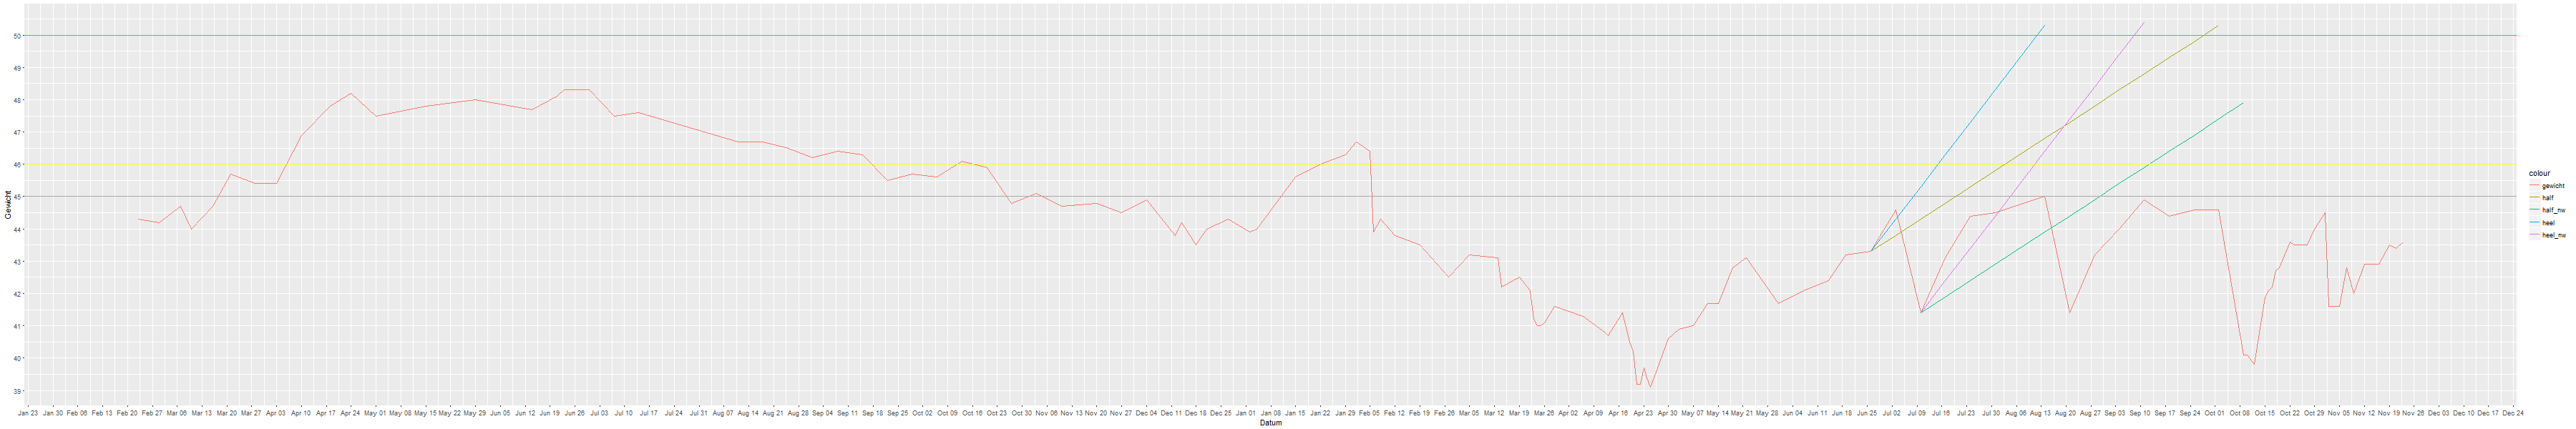 50
49
48
47
46
45
44
43
42
41
40
39
Gewicht
Jan 23 Jan 30 Feb 06 Feb 13 Feb 20 Feb 27 Mar 06 Mar 13 Mar 20 Mar 27 Apr 03 Apr 10 Apr 17 Apr 24 May 01 May 08 May 15 May 22 May 29 Jun 05 Jun 12 Jun 19 Jun 26 Jul 03 Jul 10 Jul 17 Jul 24 Jul 31 Aug 07 Aug 14 Aug 21 Aug 28 Sep 04 Sep 11 Sep 18 Sep 25 Oct 02 Oct 09 Oct 16 Oct 23 Oct 30 Nov 06 Nov 13 Nov 20 Nov 27 Dec 04 Dec 11 Dec 18 Dec 25 Jan 01 Jan 08 Jan 15 Jan 22 Jan 29 Feb 05 Feb 12 Feb 19 Feb 26 Mar 05 Mar 12 Mar 19 Mar 26 Apr 02 Apr 09 Apr 16 Apr 23 Apr 30 May 07 May 14 May 21 May 28 Jun 04 Jun 11 Jun 18 Jun 25 Jul 02 Jul 09 Jul 16 Jul 23 Jul 30 Aug 06 Aug 13 Aug 20 Aug 27 Sep 03 Sep 10 Sep 17 Sep 24 Oct 01 Oct 08 Oct 15 Oct 22 Oct 29 Nov 05 Nov 12 Nov 19 Nov 26 Dec 03 Dec 10 Dec 17 Dec 24
Datum
colour
gewicht
half
half_nw
heel
heel_nw